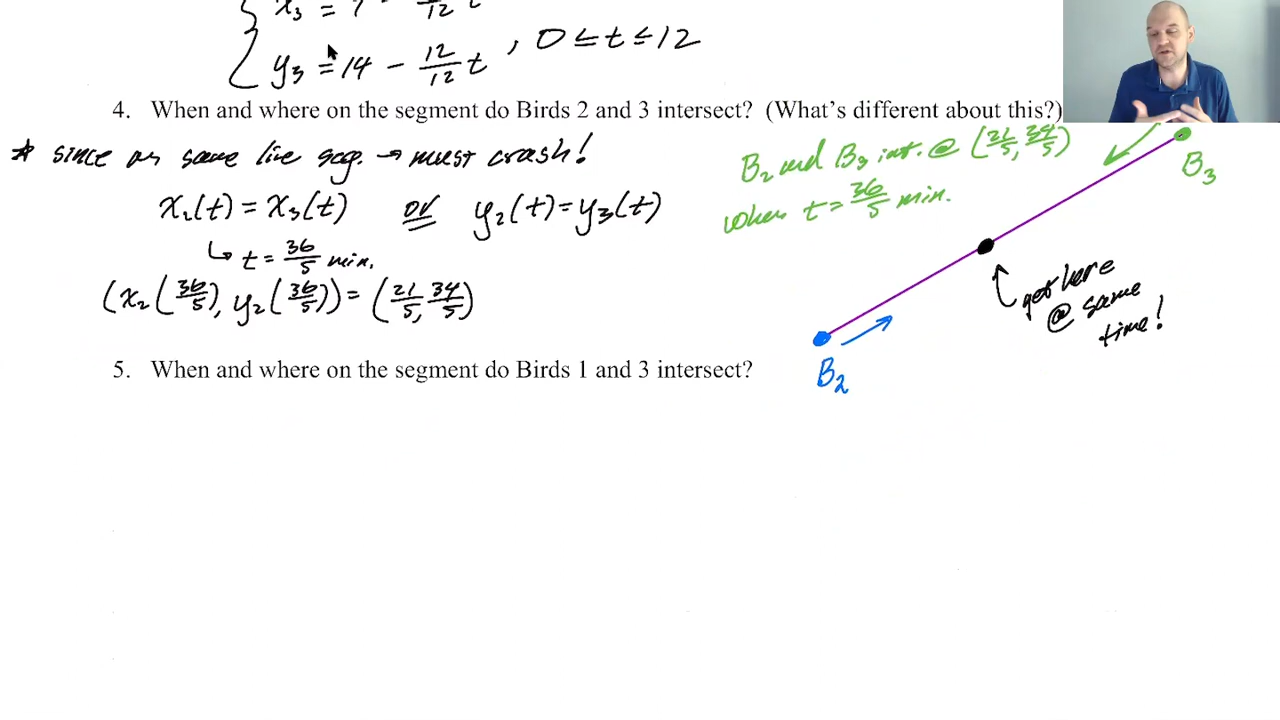 y₃ = 14 - 12/12 t , 0 ≤ t ≤ 12
4. When and where on the segment do Birds 2 and 3 intersect? (What's different about this?)
* since on same line seg. → must crash!
x₂(t) = x₃(t) or y₂(t) = y₃(t)
↳ t = 36/5 min.
(x₂(36/5), y₂(36/5)) = (21/5, 34/5)
B₂ and B₃ int. @ (21/5, 34/5)
when t = 36/5 min.
B₃
get here
@ same
time!
B₂
5. When and where on the segment do Birds 1 and 3 intersect?